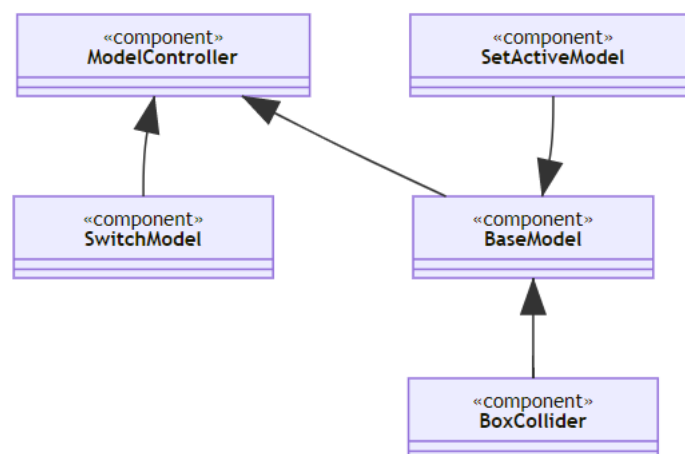 «component»
ModelController
«component»
SetActiveModel
«component»
SwitchModel
«component»
BaseModel
«component»
BoxCollider